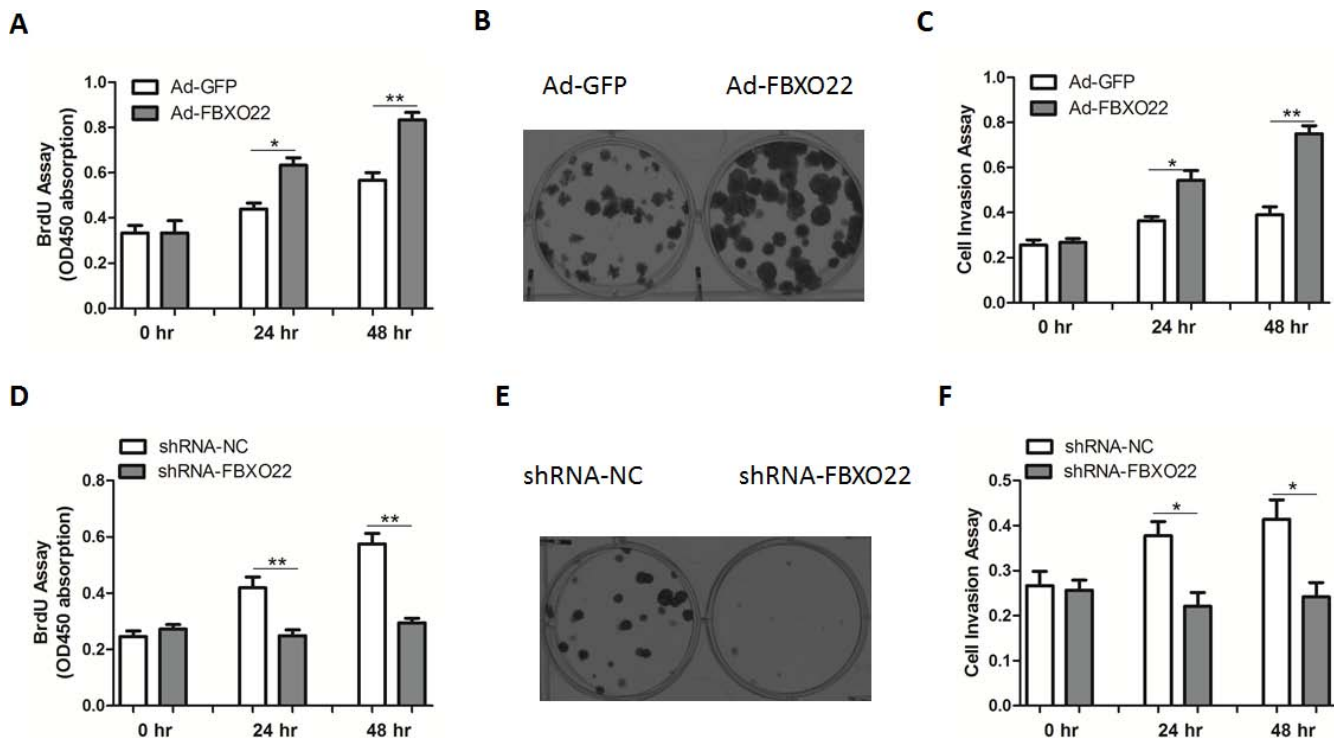 A
Ad-GFP
Ad-FBXO22
BrdU Assay
(OD450 absorption)
1.0
0.8
0.6
0.4
0.2
0.0
*
**
0 hr
24 hr
48 hr
B
Ad-GFP
Ad-FBXO22
C
Ad-GFP
Ad-FBXO22
Cell Invasion Assay
1.0
0.8
0.6
0.4
0.2
0.0
*
**
0 hr
24 hr
48 hr
D
shRNA-NC
shRNA-FBXO22
BrdU Assay
(OD450 absorption)
0.8
0.6
0.4
0.2
0.0
**
**
0 hr
24 hr
48 hr
E
shRNA-NC
shRNA-FBXO22
F
shRNA-NC
shRNA-FBXO22
Cell Invasion Assay
0.5
0.4
0.3
0.2
0.1
0.0
*
*
0 hr
24 hr
48 hr